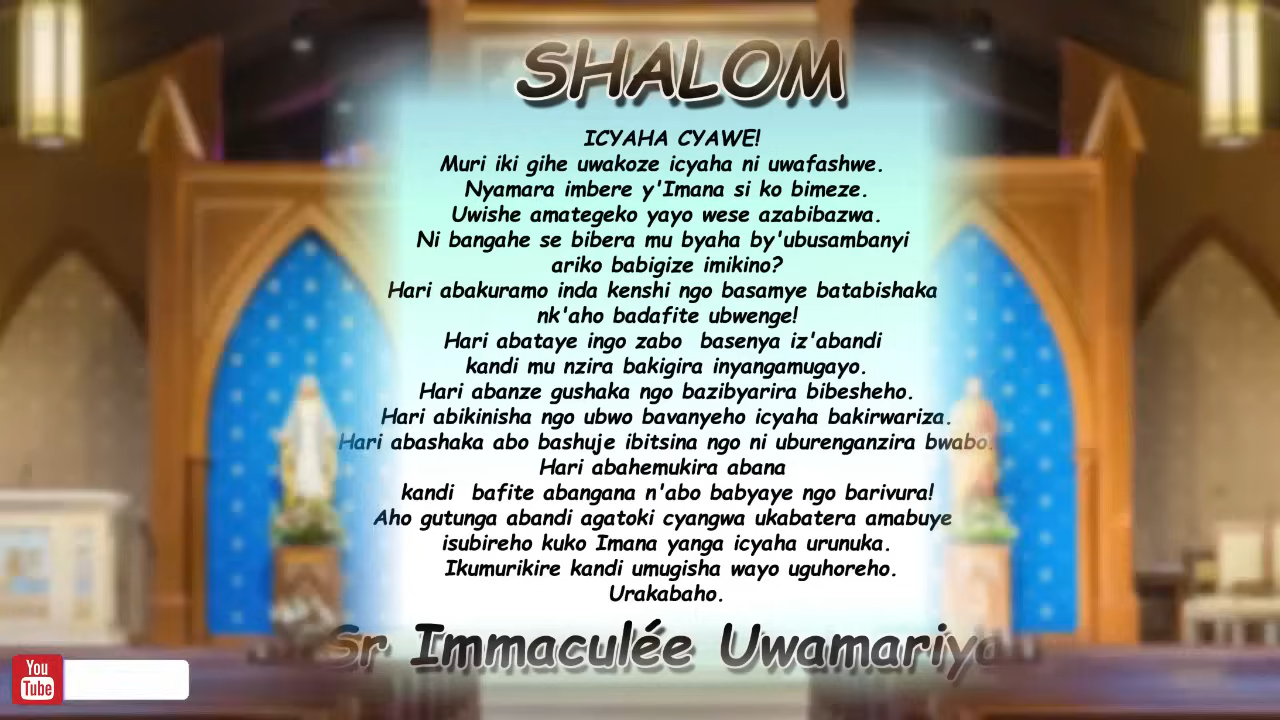 SHALOM
ICYAHA CYAWE!
Muri iki gihe uwakoze icyaha ni uwafashwe.
Nyamara imbere y'Imana si ko bimeze.
Uwishe amategeko yayo wese azabibazwa.
Ni bangahe se bibera mu byaha by'ubusambanyi
ariko babigize imikino?
Hari abakuramo inda kenshi ngo basamye batabishaka
nk'aho badafite ubwenge!
Hari abataye ingo zabo basenya iz'abandi
kandi mu nzira bakigira inyangamugayo.
Hari abanze gushaka ngo bazibyarira bibesheho.
Hari abikinisha ngo ubwo bavanyeho icyaha bakirwariza.
Hari abashaka abo bashuje ibitsina ngo ni uburenganzira bwabo.
Hari abahemukira abana
kandi bafite abangana n'abo babyaye ngo barivura!
Aho gutunga abandi agatoki cyangwa ukabatera amabuye
isubireho kuko Imana yanga icyaha urunuka.
Ikumurikire kandi umugisha wayo uguhoreho.
Urakabaho.
Sr Immaculée Uwamariya
You
Tube